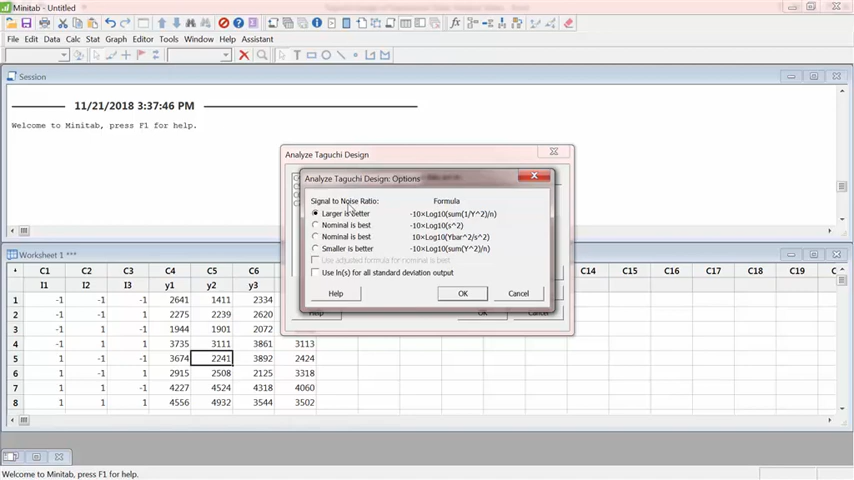 Minitab - Untitled
File Edit Data Calc Stat Graph Editor Tools Window Help Assistant
Session
11/21/2018 3:37:46 PM
Welcome to Minitab, press F1 for help.
Analyze Taguchi Design
Analyze Taguchi Design: Options
Signal to Noise Ratio: Formula
Larger is better -10×Log10(sum(1/Y^2)/n)
Nominal is best -10×Log10(s^2)
Nominal is best 10×Log10(Ybar^2/s^2)
Smaller is better -10×Log10(sum(Y^2)/n)
Use adjusted formula for nominal is best
Use ln(s) for all standard deviation output
Help OK Cancel
Help OK Cancel
Worksheet 1 ***
C1 C2 C3 C4 C5 C6 C14 C15 C16 C17 C18 C19
I1 I2 I3 y1 y2 y3
1 -1 -1 -1 2641 1411 2334
2 -1 -1 1 2275 2239 2620
3 -1 1 -1 1944 1901 2072
4 -1 1 1 3735 3111 3861 3113
5 1 -1 -1 3674 2241 3892 2424
6 1 -1 1 2915 2508 2125 3318
7 1 1 -1 4227 4524 4318 4060
8 1 1 1 4556 4932 3544 3502
Welcome to Minitab, press F1 for help.